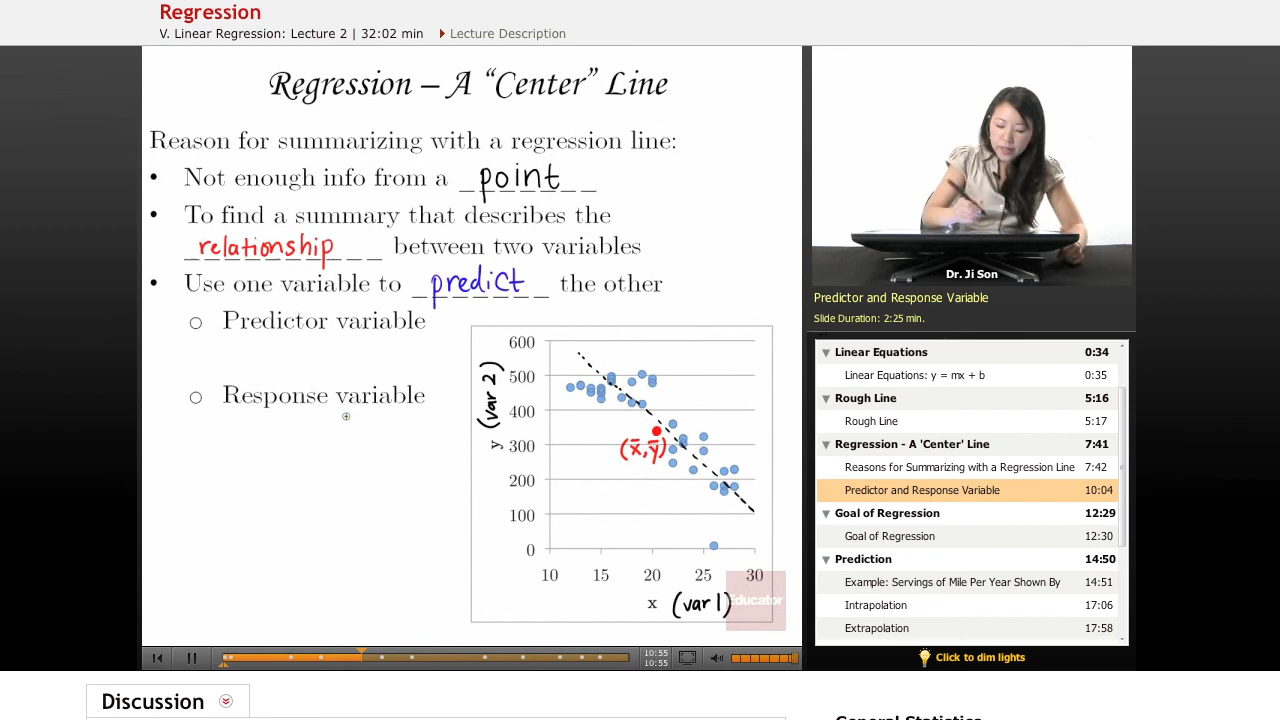 Regression
V. Linear Regression: Lecture 2 | 32:02 min Lecture Description
Regression – A “Center” Line
Reason for summarizing with a regression line:
• Not enough info from a point
• To find a summary that describes the
relationship between two variables
• Use one variable to predict the other
Predictor variable
Response variable
600
500
400
300
200
100
0
y (var 2)
(x̄, ȳ)
10 15 20 25 30
x (var 1)
Educator
10:55
10:55
Dr. Ji Son
Predictor and Response Variable
Slide Duration: 2:25 min.
Linear Equations 0:34
Linear Equations: y = mx + b 0:35
Rough Line 5:16
Rough Line 5:17
Regression - A 'Center' Line 7:41
Reasons for Summarizing with a Regression Line 7:42
Predictor and Response Variable 10:04
Goal of Regression 12:29
Goal of Regression 12:30
Prediction 14:50
Example: Servings of Mile Per Year Shown By 14:51
Intrapolation 17:06
Extrapolation 17:58
Click to dim lights
Discussion
General Statistics